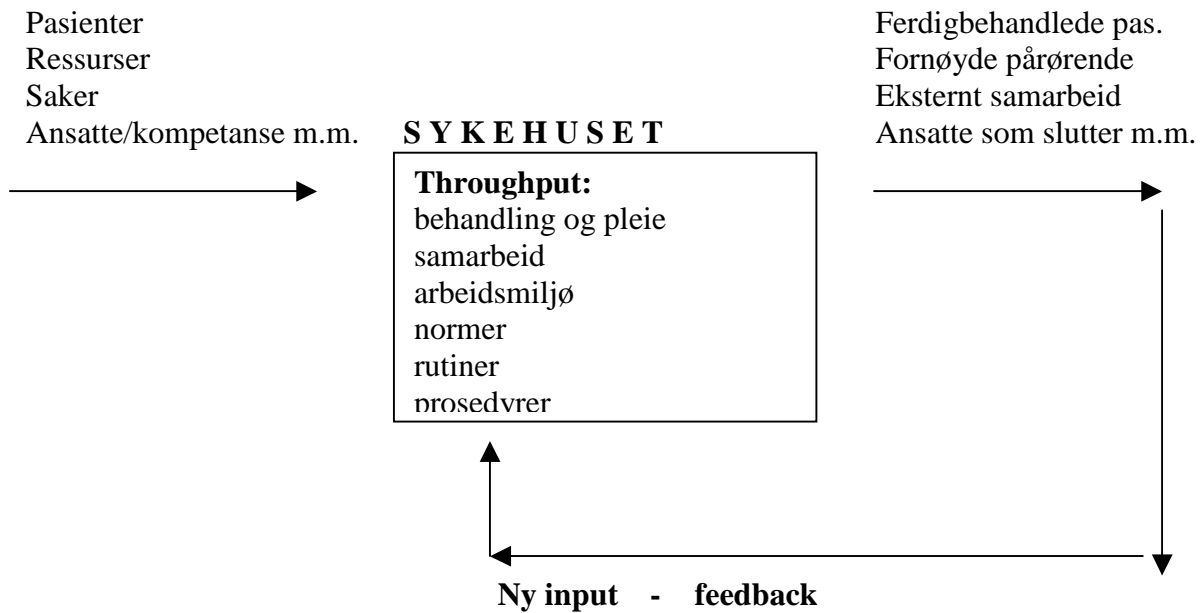 Pasienter
Ressurser
Saker
Ansatte/kompetanse m.m.
S Y K E H U S E T
Throughput:
behandling og pleie
samarbeid
arbeidsmiljø
normer
rutiner
prosedyrer
Ferdigbehandlede pas.
Fornøyde pårørende
Eksternt samarbeid
Ansatte som slutter m.m.
Ny input - feedback